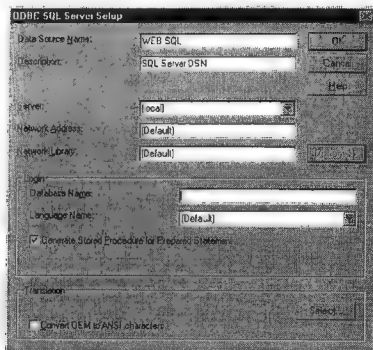 ODBC SQL Server Setup
Data Source Name: WEB SQL OK
Description: SQL Server DSN Cancel
Help
Server: (local)
Network Address: (Default)
Network Library: (Default)
Login
Database Name:
Language Name: (Default)
Generate Stored Procedure for Prepared Statement
Translation
Select...
Convert OEM to ANSI characters